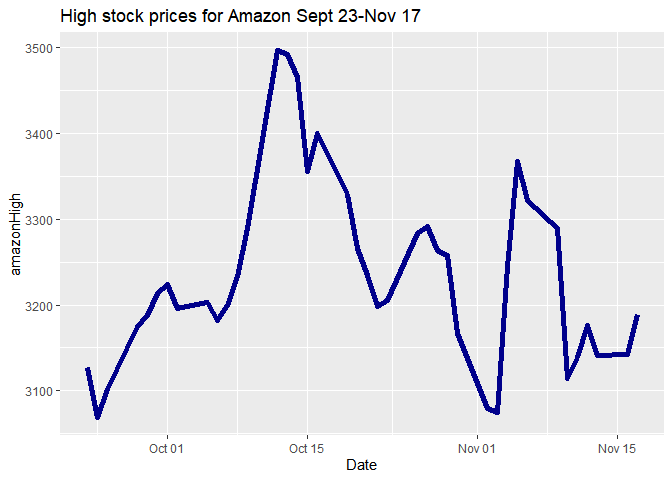 High stock prices for Amazon Sept 23-Nov 17
3500
3400
3300
3200
3100
amazonHigh
Oct 01
Oct 15
Nov 01
Nov 15
Date